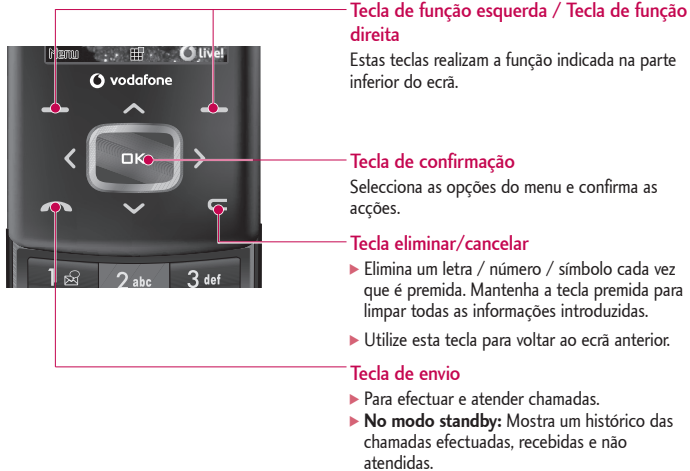 Tecla de função esquerda / Tecla de função
direita
Estas teclas realizam a função indicada na parte
inferior do ecrã.
Menu
live!
vodafone
OK
Tecla de confirmação
Selecciona as opções do menu e confirma as
acções.
Tecla eliminar/cancelar
Elimina um letra / número / símbolo cada vez
que é premida. Mantenha a tecla premida para
limpar todas as informações introduzidas.
Utilize esta tecla para voltar ao ecrã anterior.
1
2 abc
3 def
Tecla de envio
Para efectuar e atender chamadas.
No modo standby: Mostra um histórico das
chamadas efectuadas, recebidas e não
atendidas.